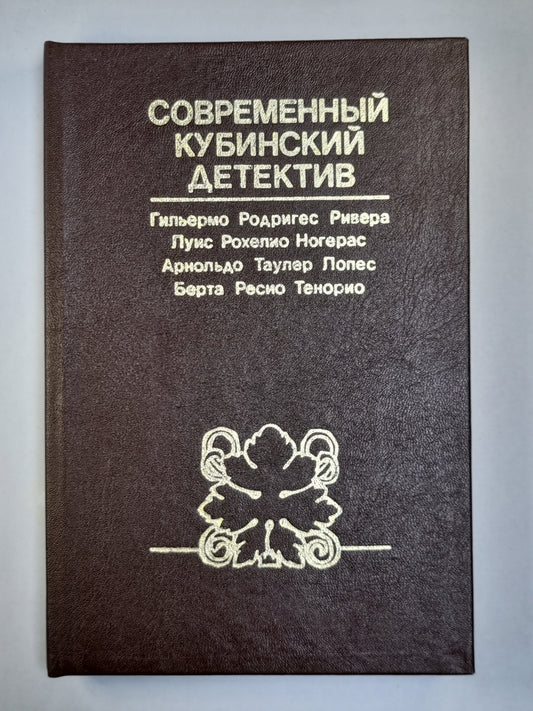 СОВРЕМЕННЫЙ
КУБИНСКИЙ
ДЕТЕКТИВ
Гильермо Родригес Ривера
Луис Рохелио Ногерас
Арнольдо Таулер Лопес
Берта Ресио Тенорио